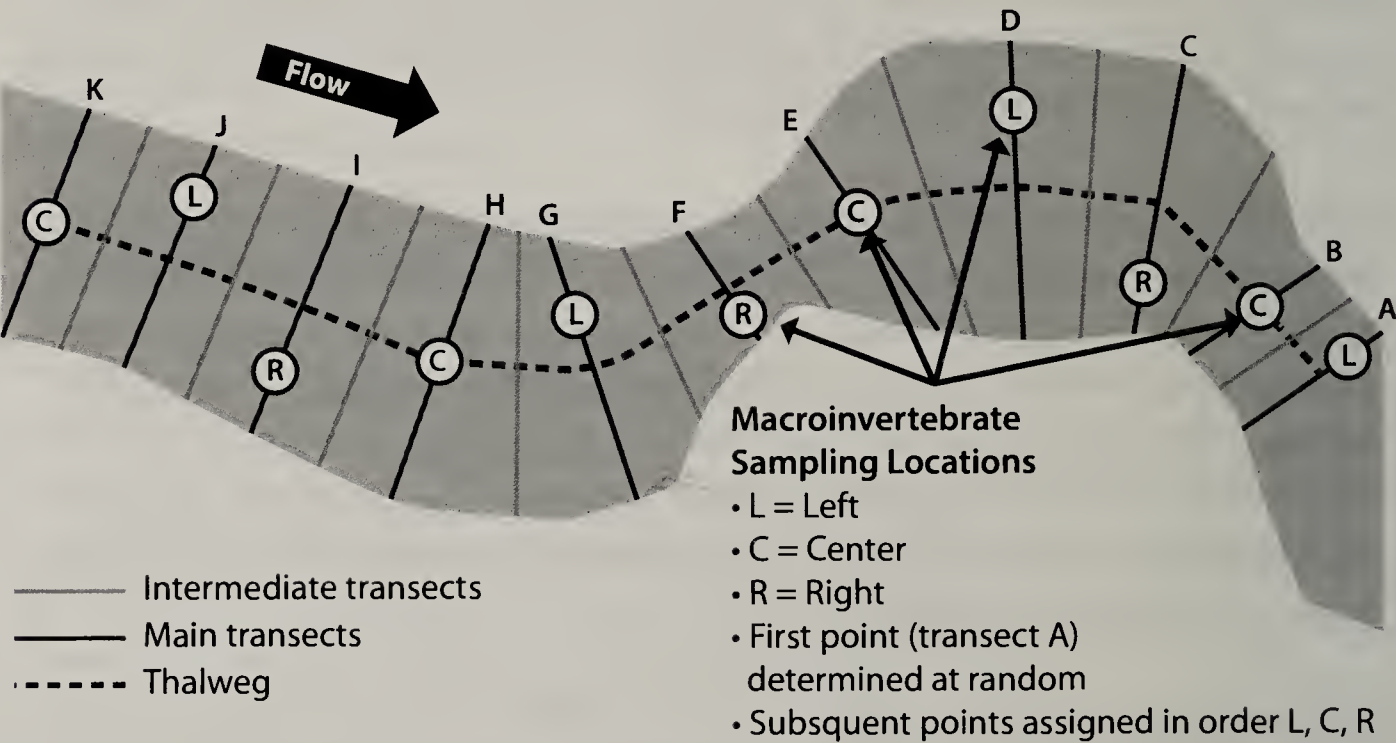 D
C
K
Flow
J
E
L
I
L
H
G
F
C
C
B
R
A
L
R
C
R
C
L
Macroinvertebrate
Sampling Locations
• L = Left
• C = Center
• R = Right
• First point (transect A)
determined at random
• Subsquent points assigned in order L, C, R
Intermediate transects
Main transects
Thalweg